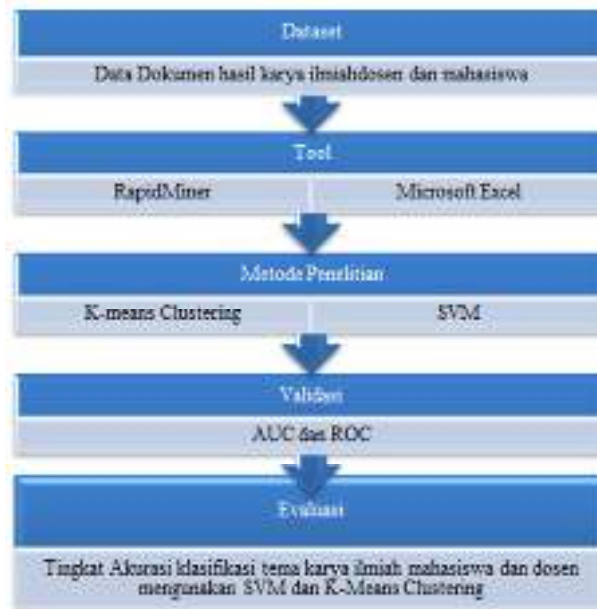 Dataset
Data Dokumen hasil karya ilmiahdosen dan mahasiswa
Tool
RapidMiner Microsoft Excel
Metode Penelitian
K-means Clustering SVM
Validasi
AUC dan ROC
Evaluasi
Tingkat Akurasi klasifikasi tema karya ilmiah mahasiswa dan dosen
mengunakan SVM dan K-Means Clustering